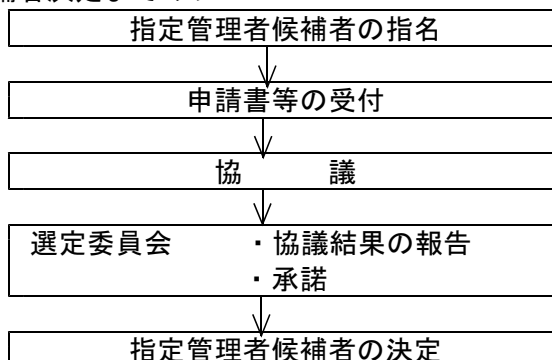 指定管理者候補者の指名
申請書等の受付
協　　　議
選定委員会　　・協議結果の報告
・承諾
指定管理者候補者の決定